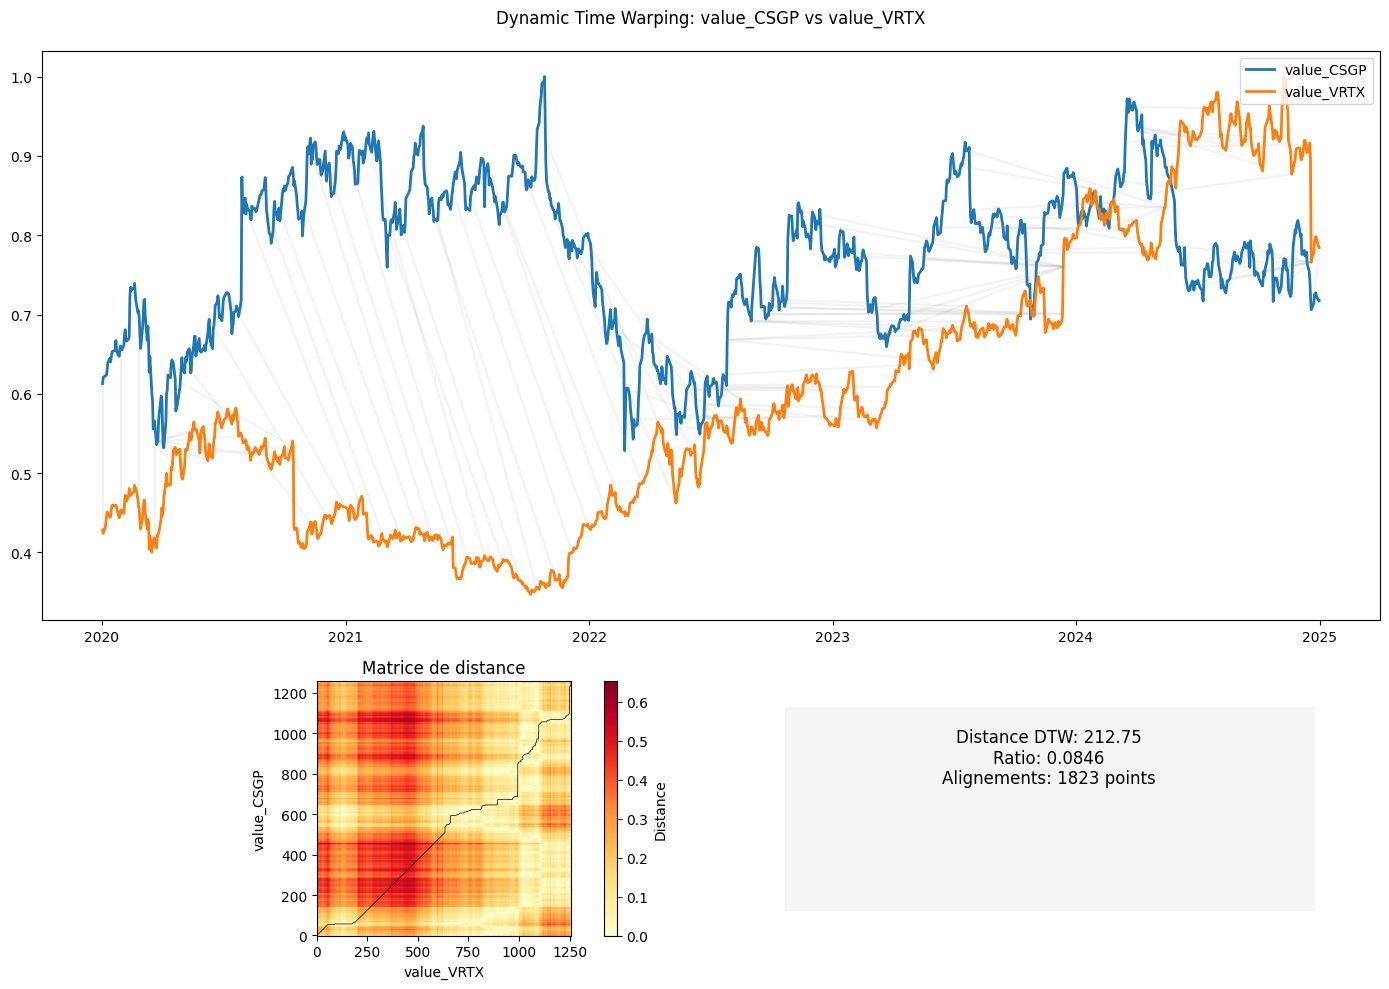 Dynamic Time Warping: value_CSGP vs value_VRTX
value_CSGP
value_VRTX
1.0
0.9
0.8
0.7
0.6
0.5
0.4
2020 2021 2022 2023 2024 2025
Matrice de distance
value_CSGP
1200
1000
800
600
400
200
0
0 250 500 750 1000 1250
value_VRTX
0.6
0.5
0.4
0.3
0.2
0.1
0.0
Distance
Distance DTW: 212.75
Ratio: 0.0846
Alignements: 1823 points